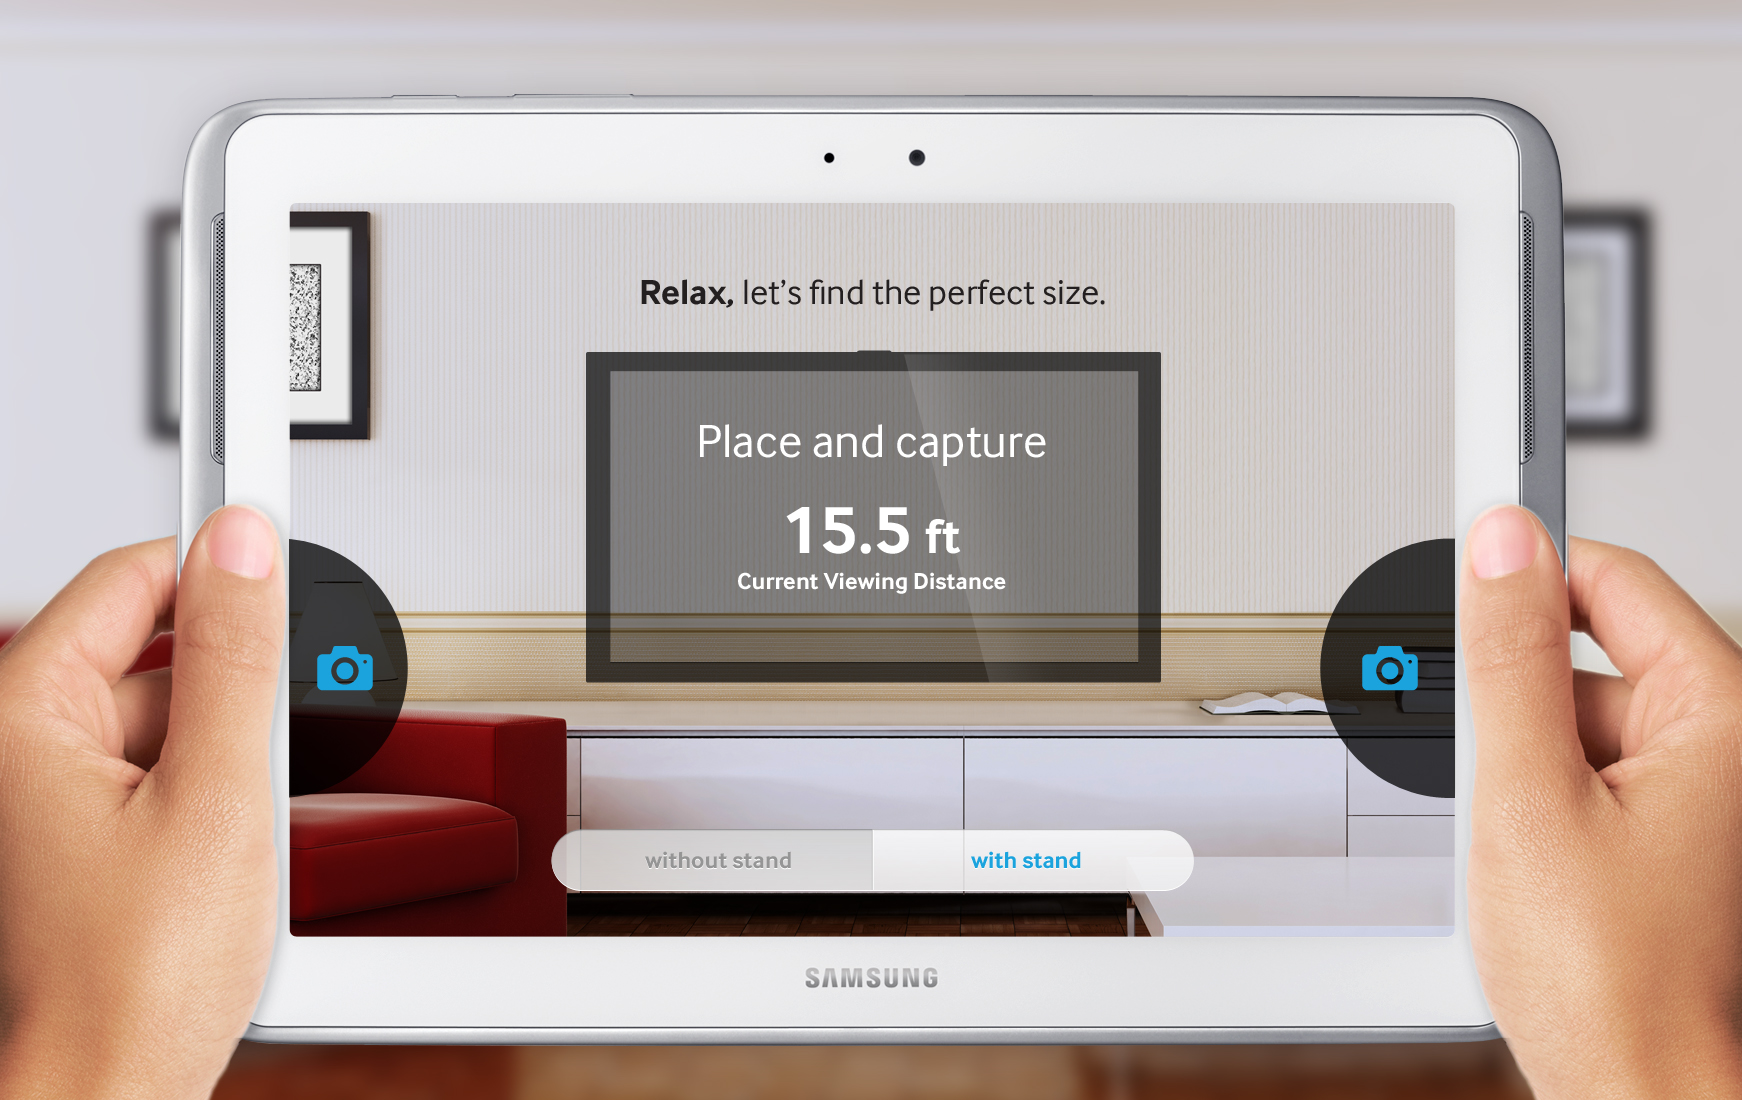 Relax, let's find the perfect size.
Place and capture
15.5 ft
Current Viewing Distance
without stand
with stand
SAMSUNG